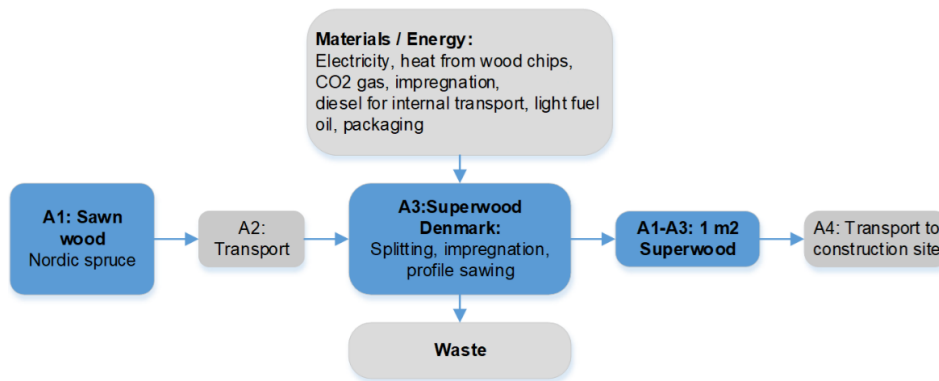 Materials / Energy:
Electricity, heat from wood chips,
CO2 gas, impregnation,
diesel for internal transport, light fuel
oil, packaging
A1: Sawn
wood
Nordic spruce
A2:
Transport
A3:Superwood
Denmark:
Splitting, impregnation,
profile sawing
A1-A3: 1 m2
Superwood
A4: Transport to
construction site
Waste